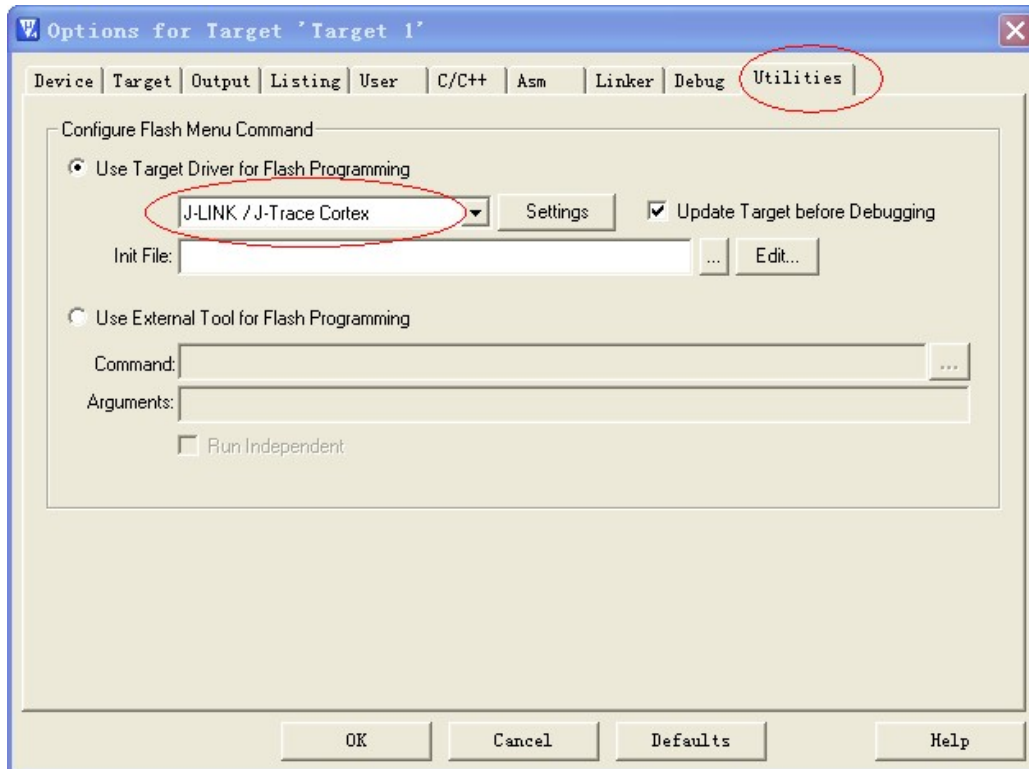 Options for Target 'Target 1'
Device Target Output Listing User C/C++ Asm Linker Debug Utilities
Configure Flash Menu Command
Use Target Driver for Flash Programming
J-LINK / J-Trace Cortex Settings Update Target before Debugging
Init File: ... Edit...
Use External Tool for Flash Programming
Command: ...
Arguments:
Run Independent
OK Cancel Defaults Help